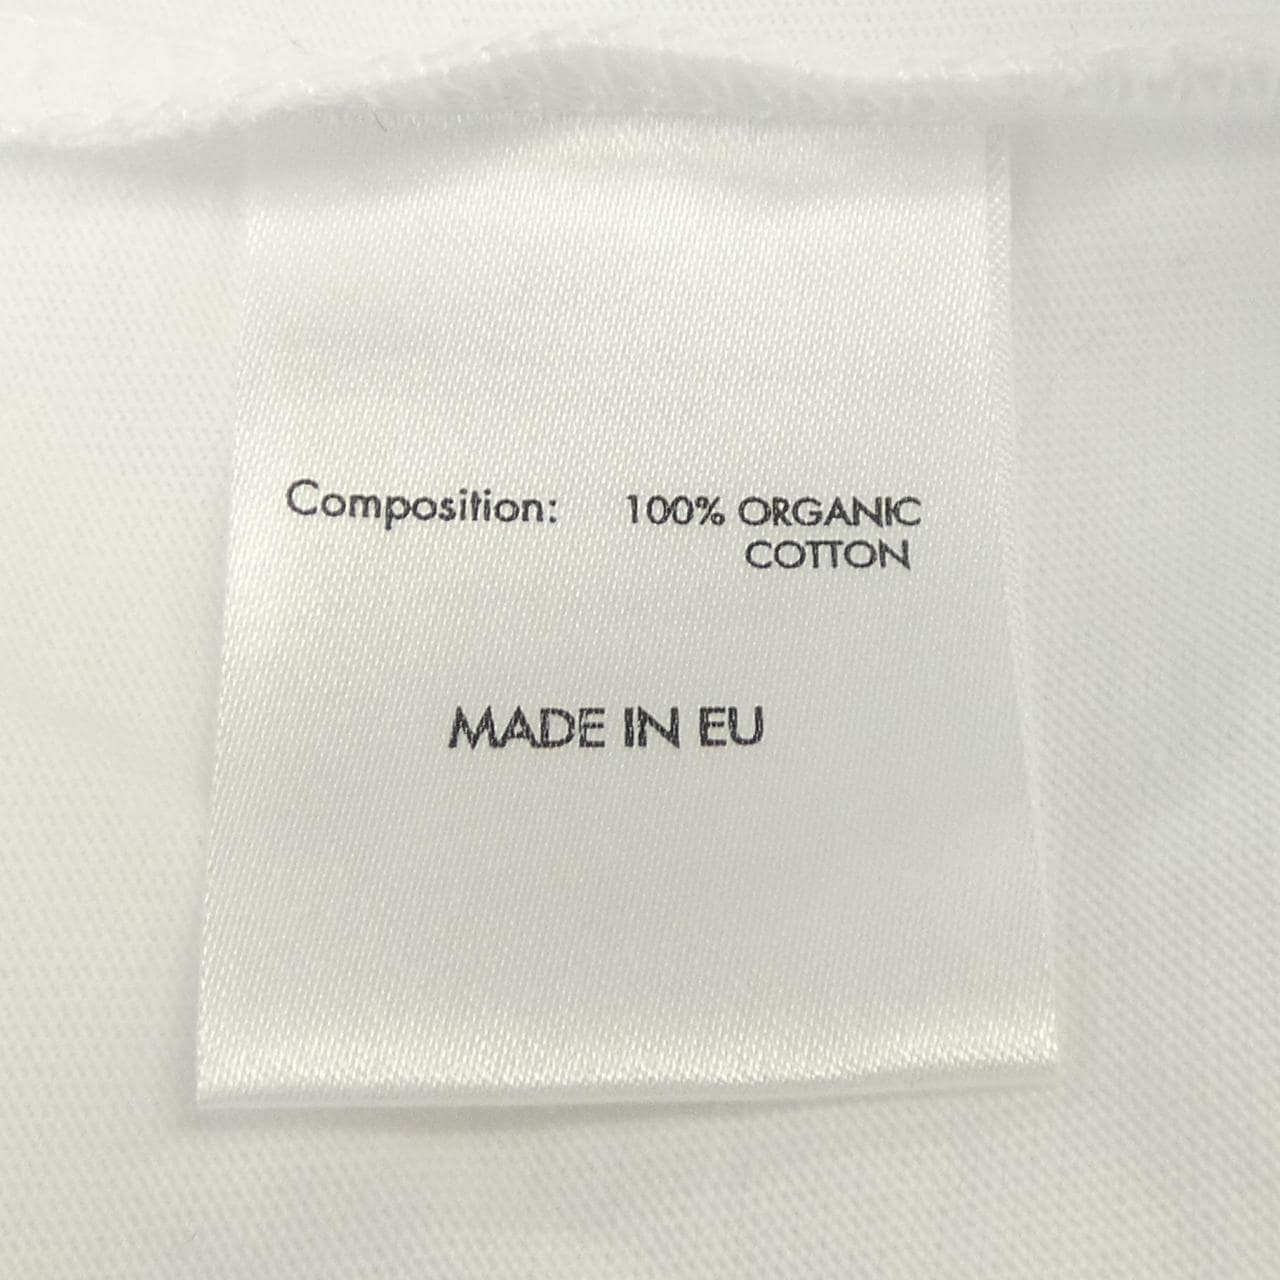 Composition: 100% ORGANIC
COTTON
MADE IN EU